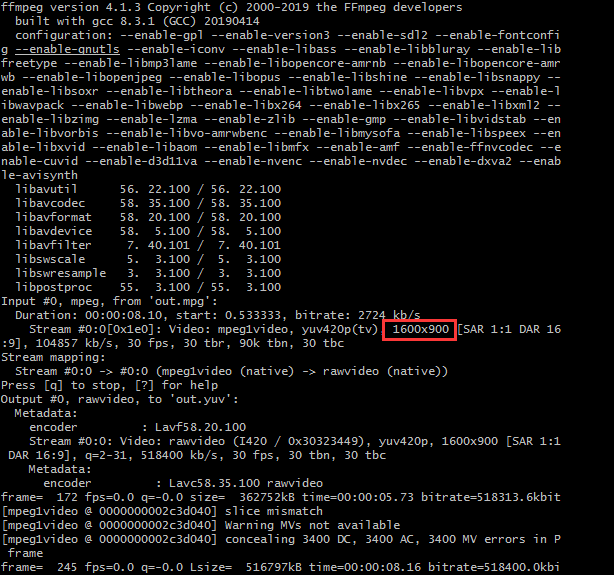 ffmpeg version 4.1.3 Copyright (c) 2000-2019 the FFmpeg developers
built with gcc 8.3.1 (GCC) 20190414
configuration: --enable-gpl --enable-version3 --enable-sdl2 --enable-fontconfi
g --enable-gnutls --enable-iconv --enable-libass --enable-libbluray --enable-lib
freetype --enable-libmp3lame --enable-libopencore-amrnb --enable-libopencore-amr
wb --enable-libopenjpeg --enable-libopus --enable-libshine --enable-libsnappy --
enable-libsoxr --enable-libtheora --enable-libtwolame --enable-libvpx --enable-l
ibwavpack --enable-libwebp --enable-libx264 --enable-libx265 --enable-libxml2 --
enable-libzimg --enable-lzma --enable-zlib --enable-gmp --enable-libvidstab --en
able-libvorbis --enable-libvo-amrwbenc --enable-libmysofa --enable-libspeex --en
able-libxvid --enable-libaom --enable-libmfx --enable-amf --enable-ffnvcodec --e
nable-cuvid --enable-d3d11va --enable-nvenc --enable-nvdec --enable-dxva2 --enab
le-avisynth
libavutil      56. 22.100 / 56. 22.100
libavcodec     58. 35.100 / 58. 35.100
libavformat    58. 20.100 / 58. 20.100
libavdevice    58.  5.100 / 58.  5.100
libavfilter     7. 40.101 /  7. 40.101
libswscale      5.  3.100 /  5.  3.100
libswresample   3.  3.100 /  3.  3.100
libpostproc    55.  3.100 / 55.  3.100
Input #0, mpeg, from 'out.mpg':
Duration: 00:00:08.10, start: 0.533333, bitrate: 2724 kb/s
Stream #0:0[0x1e0]: Video: mpeg1video, yuv420p(tv), 1600x900 [SAR 1:1 DAR 16
:9], 104857 kb/s, 30 fps, 30 tbr, 90k tbn, 30 tbc
Stream mapping:
Stream #0:0 -> #0:0 (mpeg1video (native) -> rawvideo (native))
Press [q] to stop, [?] for help
Output #0, rawvideo, to 'out.yuv':
Metadata:
encoder         : Lavf58.20.100
Stream #0:0: Video: rawvideo (I420 / 0x30323449), yuv420p, 1600x900 [SAR 1:1
DAR 16:9], q=2-31, 518400 kb/s, 30 fps, 30 tbn, 30 tbc
Metadata:
encoder         : Lavc58.35.100 rawvideo
frame=  172 fps=0.0 q=-0.0 size=  362752kB time=00:00:05.73 bitrate=518313.6kbit
[mpeg1video @ 0000000002c3d040] slice mismatch
[mpeg1video @ 0000000002c3d040] Warning MVs not available
[mpeg1video @ 0000000002c3d040] concealing 3400 DC, 3400 AC, 3400 MV errors in P
frame
frame=  245 fps=0.0 q=-0.0 Lsize=  516797kB time=00:00:08.16 bitrate=518400.0kbi